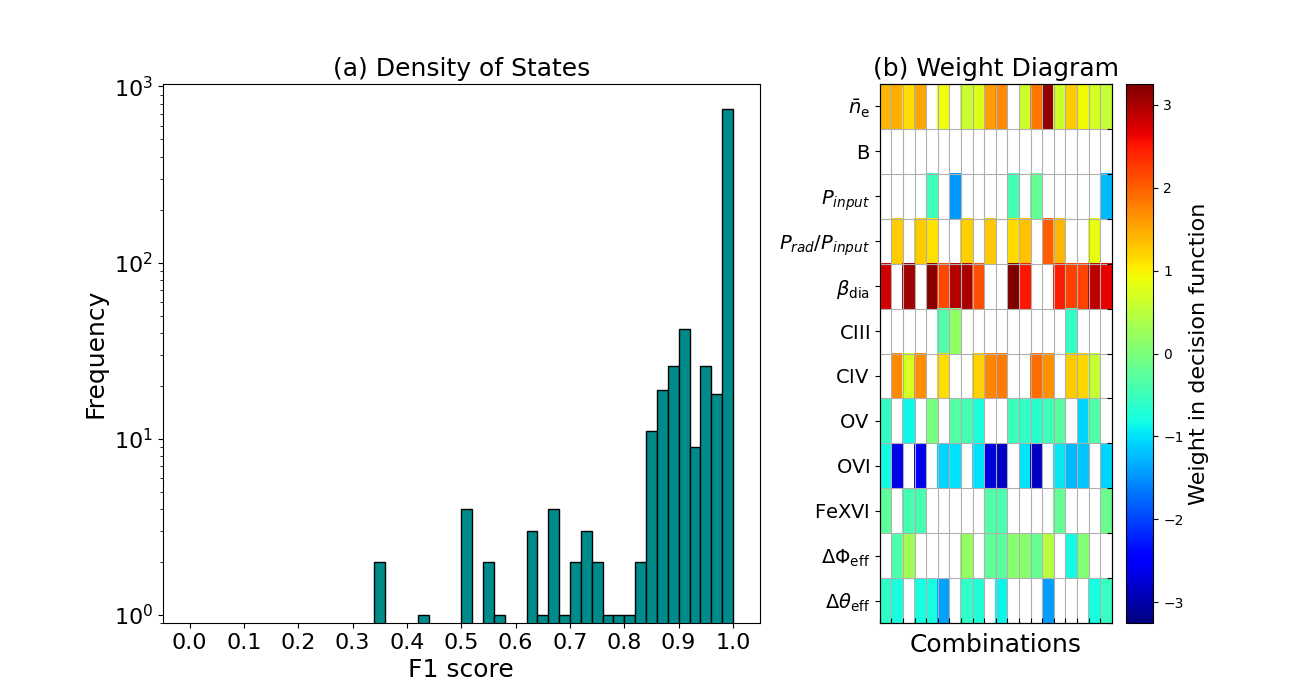 (a) Density of States
Frequency
10³
10²
10¹
10⁰
0.0 0.1 0.2 0.3 0.4 0.5 0.6 0.7 0.8 0.9 1.0
F1 score
(b) Weight Diagram
n̄e
B
Pinput
Prad/Pinput
βdia
CIII
CIV
OV
OVI
FeXVI
ΔΦeff
Δθeff
Combinations
3
2
1
0
−1
−2
−3
Weight in decision function